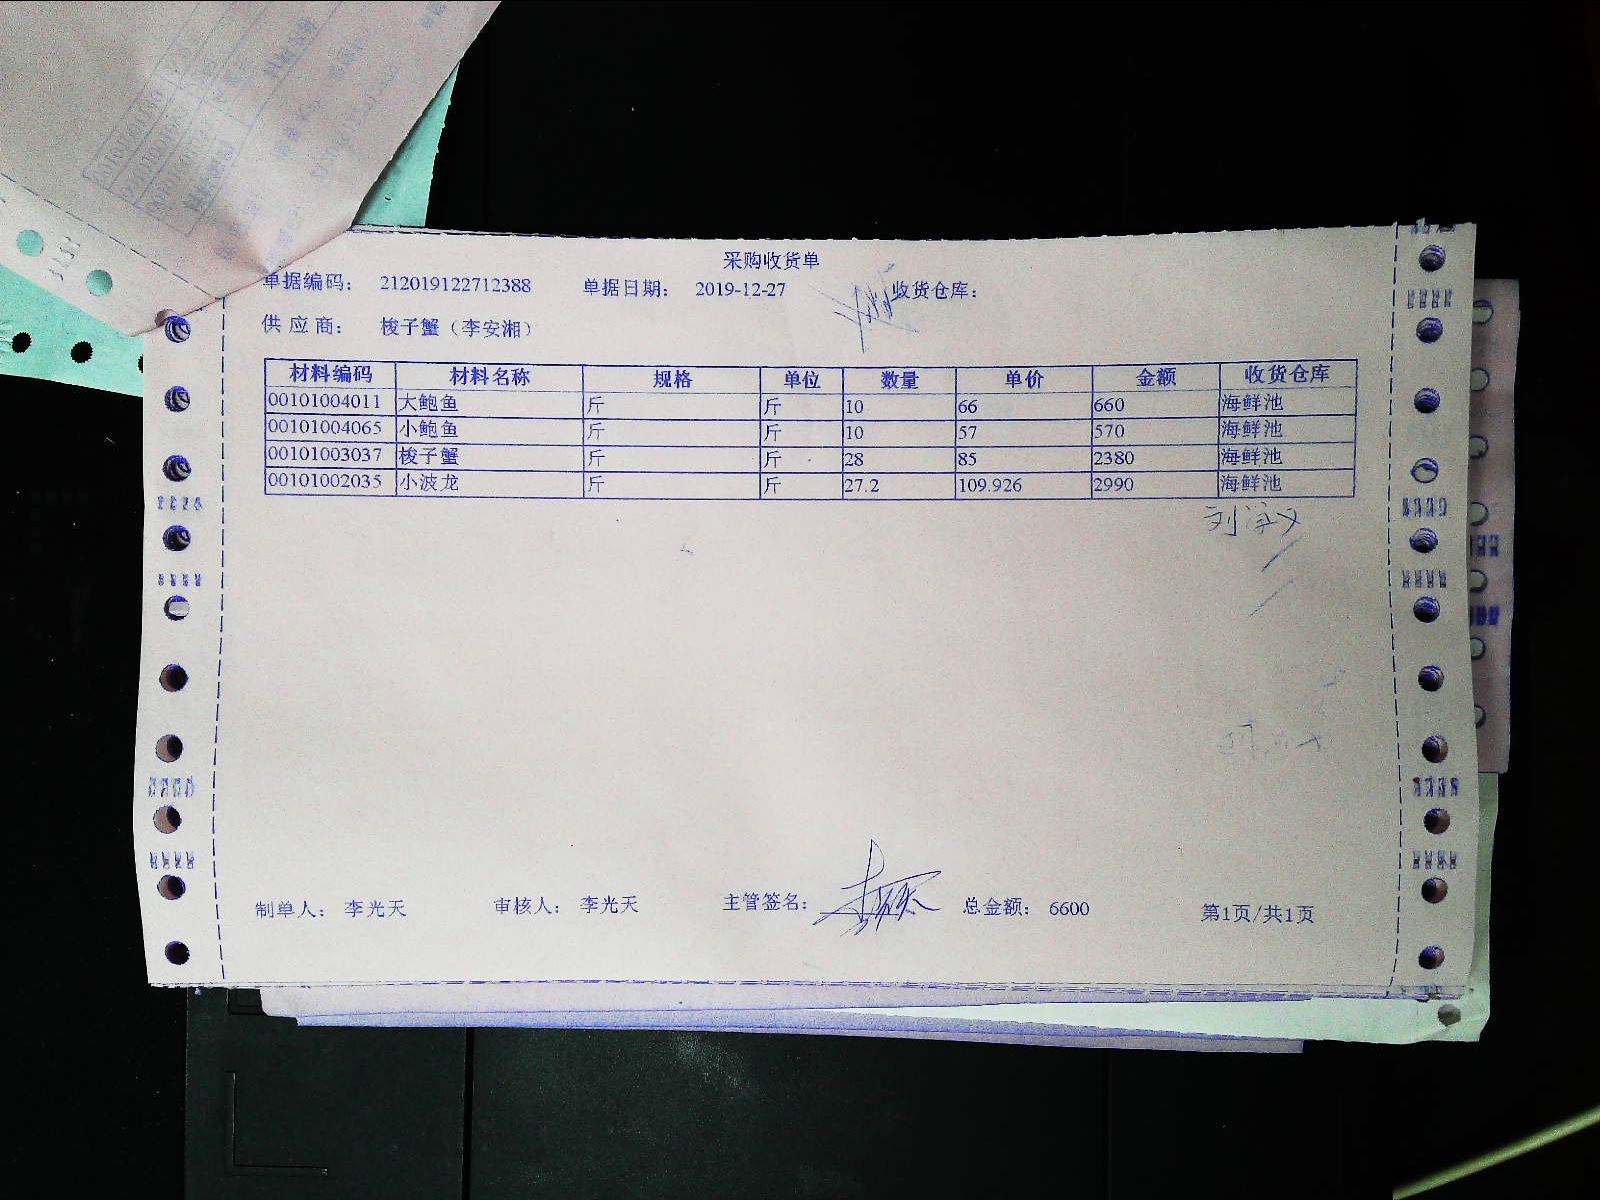 采购收货单
单据编码： 212019122712388 单据日期： 2019-12-27 收货仓库：
供应商： 梭子蟹（李安湘）
材料编码 材料名称 规格 单位 数量 单价 金额 收货仓库
00101004011 大鲍鱼 斤 斤 10 66 660 海鲜池
00101004065 小鲍鱼 斤 斤 10 57 570 海鲜池
00101003037 梭子蟹 斤 斤 28 85 2380 海鲜池
00101002035 小波龙 斤 斤 27.2 109.926 2990 海鲜池
制单人： 李光天 审核人： 李光天 主管签名： 总金额： 6600 第1页/共1页